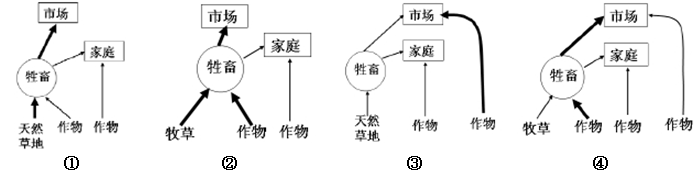 市场
家庭
牲畜
天然
草地
作物
作物
①
市场
家庭
牲畜
牧草
作物
作物
②
市场
家庭
牲畜
天然
草地
作物
作物
③
市场
家庭
牲畜
牧草
作物
作物
作物
④